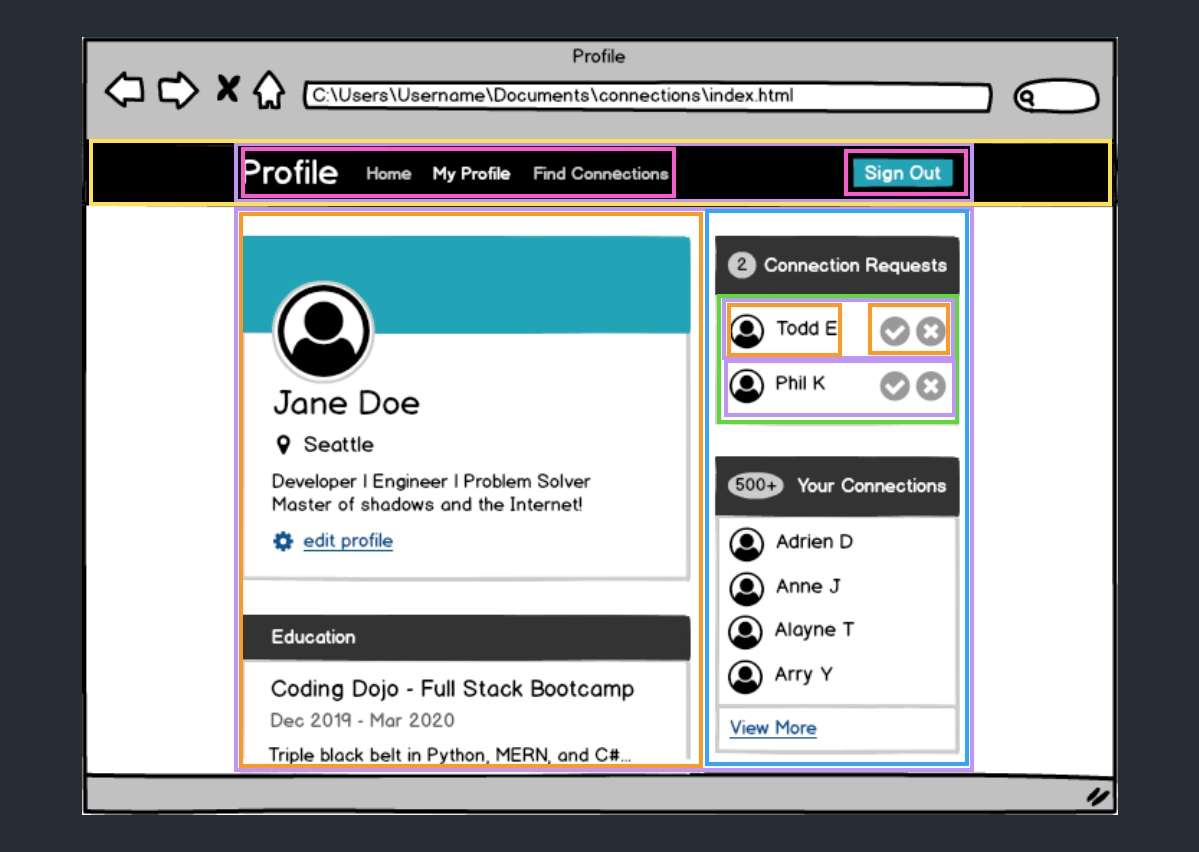 Profile
C:\Users\Username\Documents\connections\index.html
Profile Home My Profile Find Connections Sign Out
Jane Doe
Seattle
Developer | Engineer | Problem Solver
Master of shadows and the Internet!
edit profile
Education
Coding Dojo - Full Stack Bootcamp
Dec 2019 - Mar 2020
Triple black belt in Python, MERN, and C#...
2 Connection Requests
Todd E
Phil K
500+ Your Connections
Adrien D
Anne J
Alayne T
Arry Y
View More